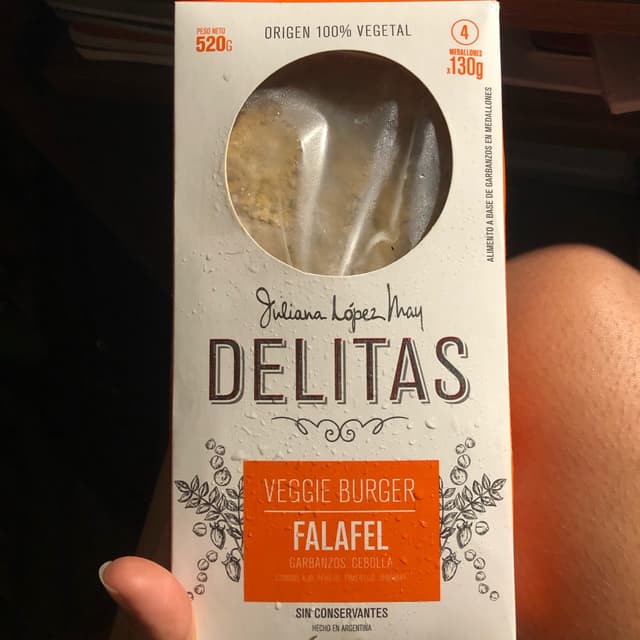 PESO NETO
520G
ORIGEN 100% VEGETAL
4
MEDALLONES
x130g
ALIMENTO A BASE DE GARBANZOS EN MEDALLONES
Juliana López May
DELITAS
VEGGIE BURGER
FALAFEL
GARBANZOS, CEBOLLA
SIN CONSERVANTES
HECHO EN ARGENTINA